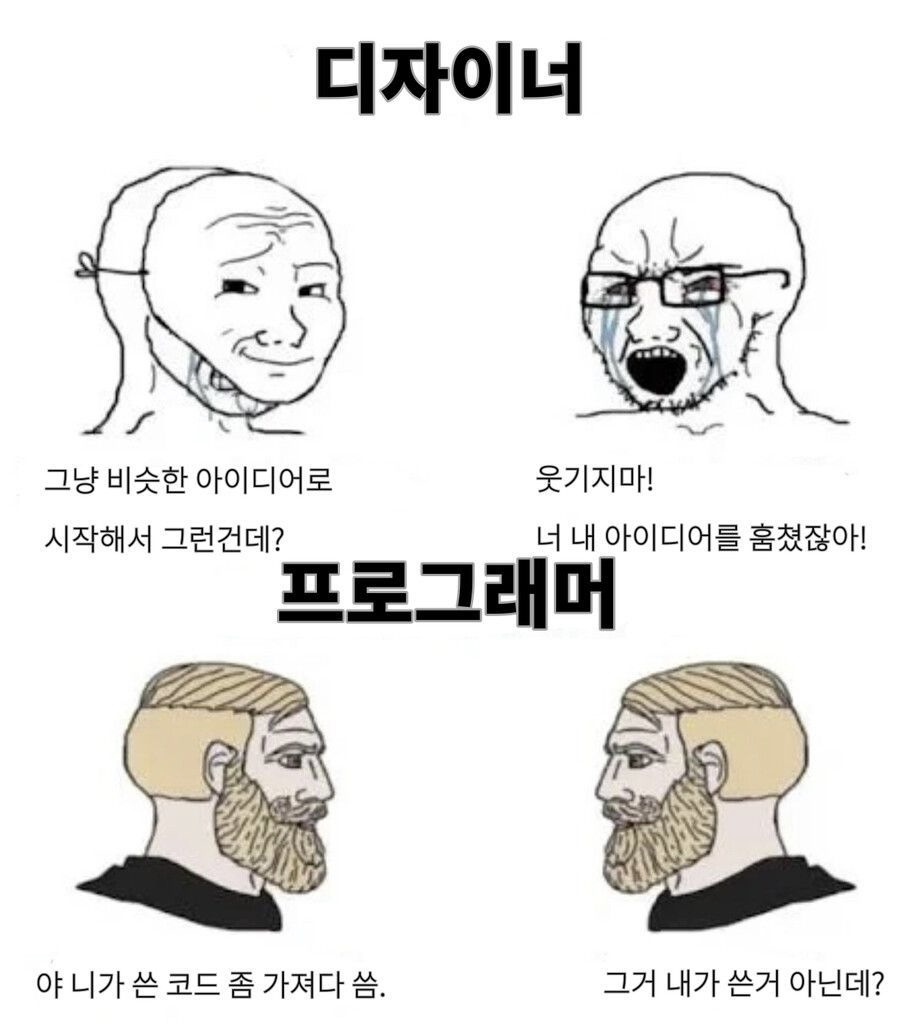 디자이너
그냥 비슷한 아이디어로
시작해서 그런건데?
웃기지마!
너 내 아이디어를 훔쳤잖아!
프로그래머
야 니가 쓴 코드 좀 가져다 씀.
그거 내가 쓴거 아닌데?